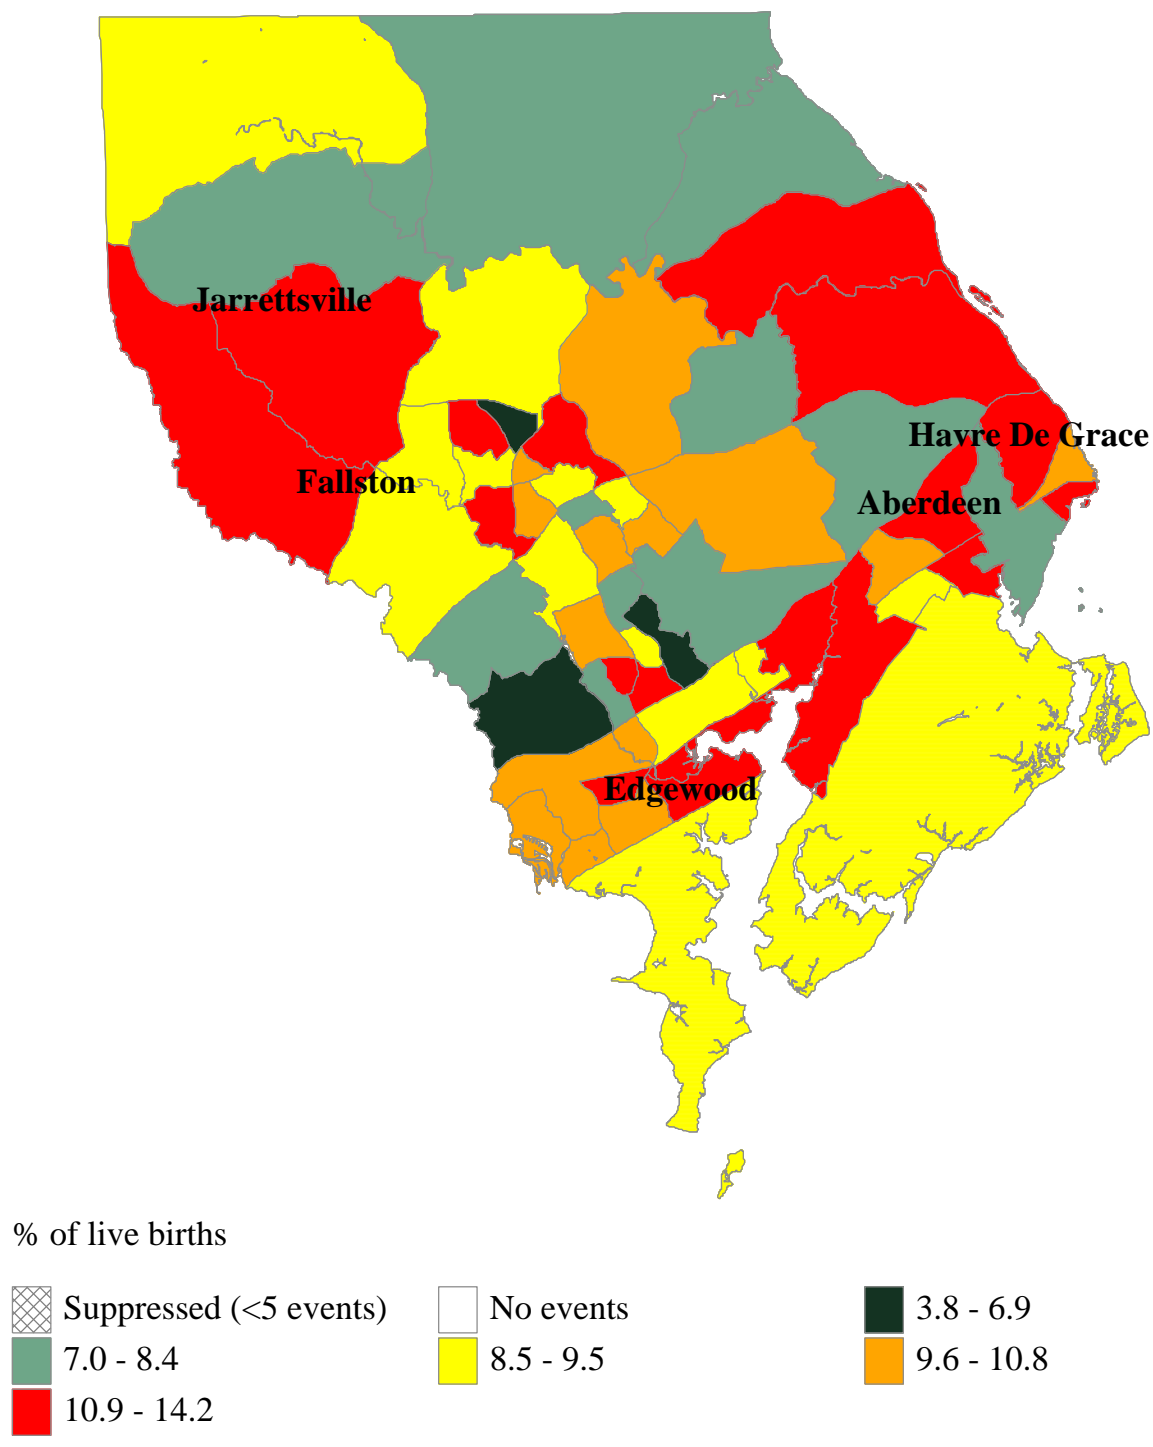 Jarrettsville
Havre De Grace
Fallston
Aberdeen
Edgewood
% of live births
Suppressed (<5 events)
No events
3.8 - 6.9
7.0 - 8.4
8.5 - 9.5
9.6 - 10.8
10.9 - 14.2